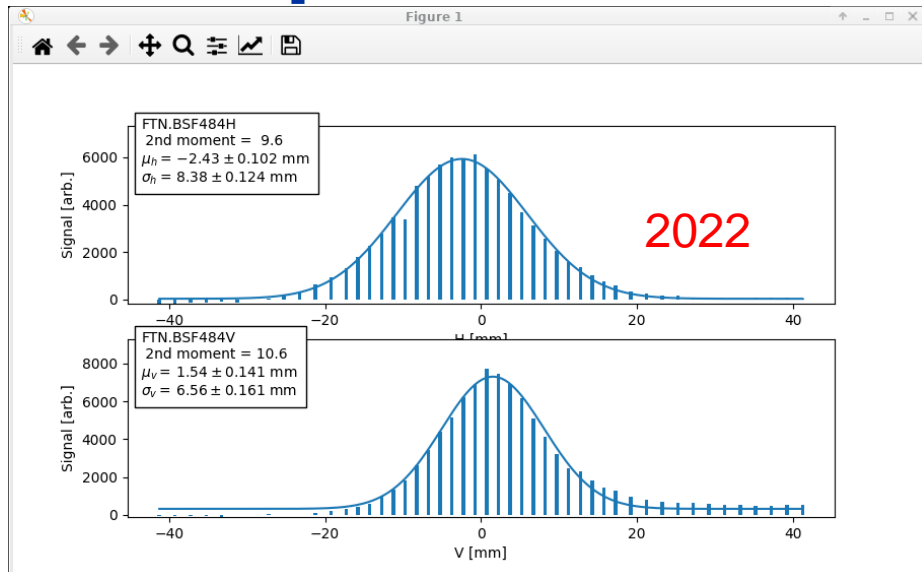 Figure 1
FTN.BSF484H
2nd moment = 9.6
μh = −2.43 ± 0.102 mm
σh = 8.38 ± 0.124 mm
Signal [arb.]
6000
4000
2000
0
2022
−40
−20
0
20
40
H [mm]
FTN.BSF484V
2nd moment = 10.6
μv = 1.54 ± 0.141 mm
σv = 6.56 ± 0.161 mm
Signal [arb.]
8000
6000
4000
2000
0
−40
−20
0
20
40
V [mm]